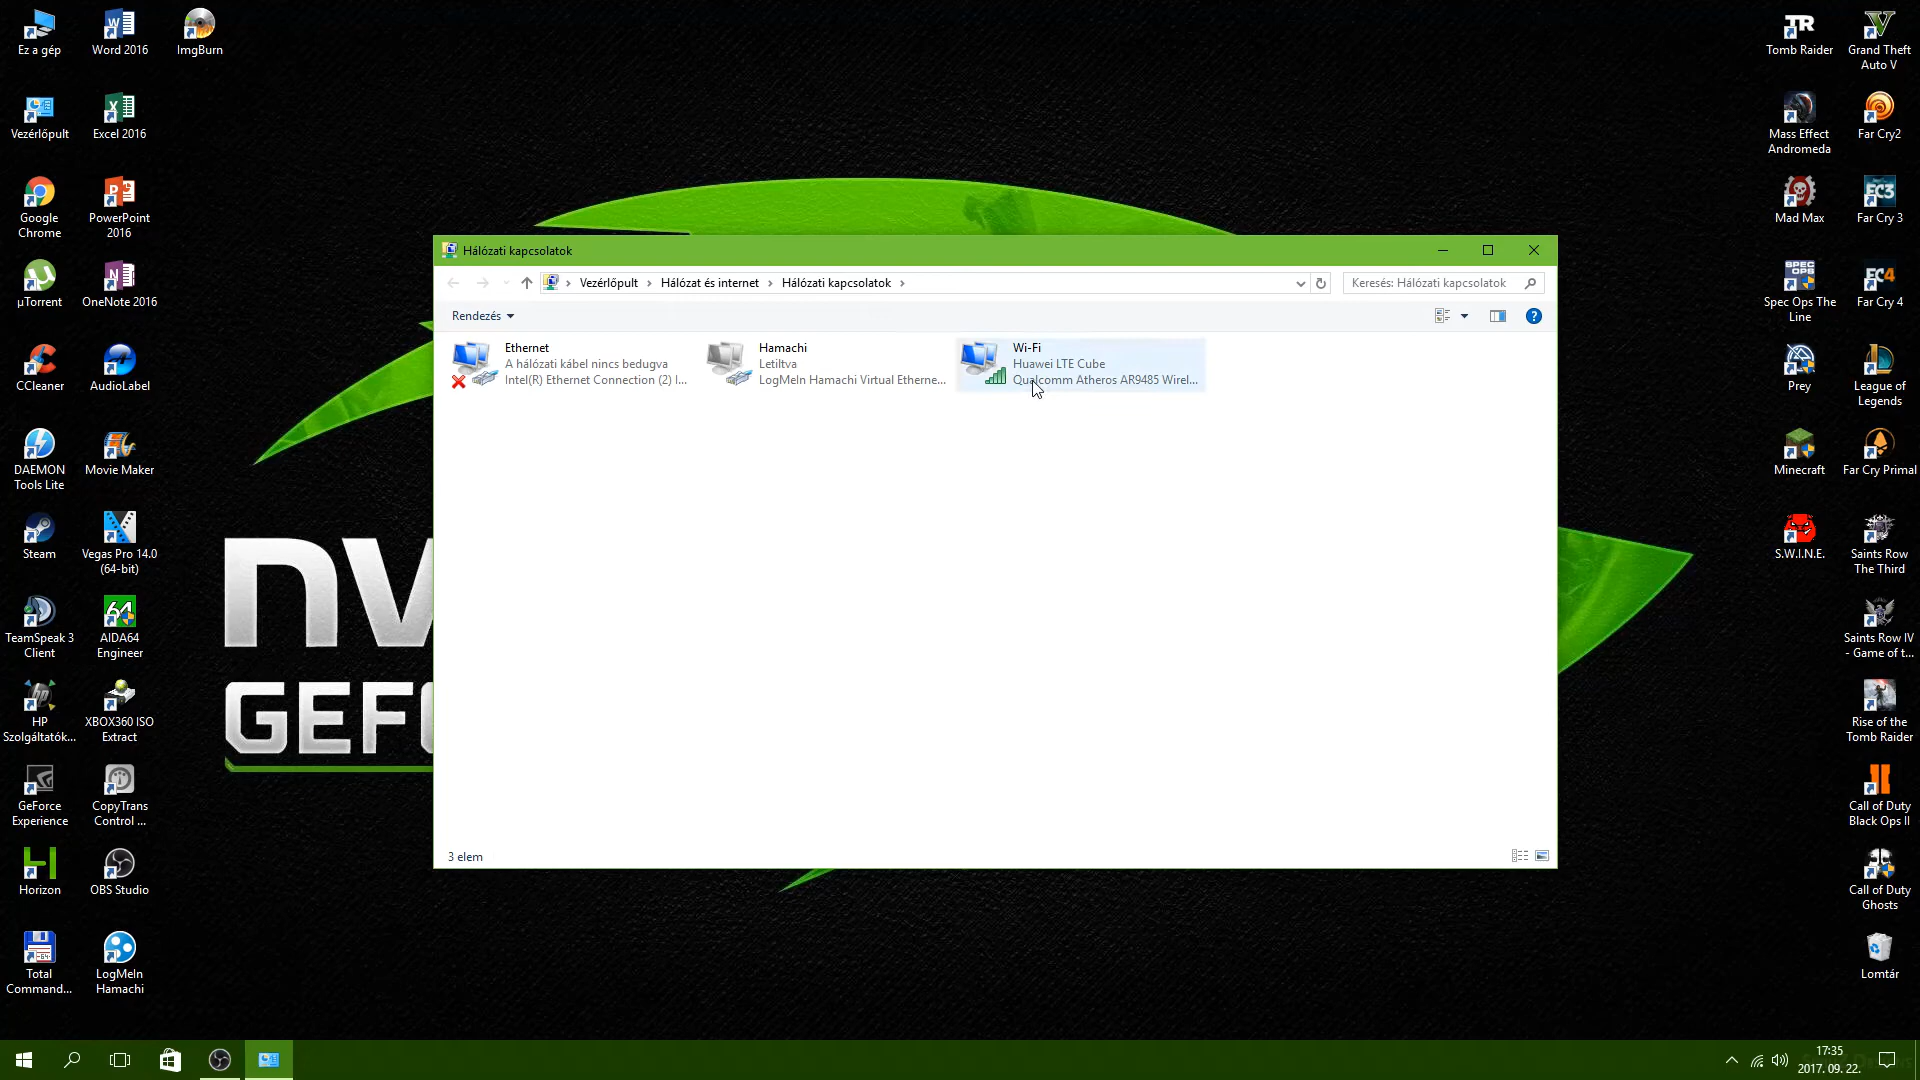 Ez a gép
Word 2016
ImgBurn
Vezérlőpult
Excel 2016
Google
Chrome
PowerPoint
2016
µTorrent
OneNote 2016
CCleaner
AudioLabel
DAEMON
Tools Lite
Movie Maker
Steam
Vegas Pro 14.0
(64-bit)
TeamSpeak 3
Client
64
AIDA64
Engineer
HP
Szolgáltatók...
XBOX360 ISO
Extract
GeForce
Experience
CopyTrans
Control ...
Horizon
OBS Studio
Total
Command...
LogMeIn
Hamachi
Hálózati kapcsolatok
Vezérlőpult
Hálózat és internet
Hálózati kapcsolatok
Keresés: Hálózati kapcsolatok
Rendezés
Ethernet
A hálózati kábel nincs bedugva
Intel(R) Ethernet Connection (2) I...
Hamachi
Letiltva
LogMeIn Hamachi Virtual Etherne...
Wi-Fi
Huawei LTE Cube
Qualcomm Atheros AR9485 Wirel...
3 elem
TR
Tomb Raider
Grand Theft
Auto V
Mass Effect
Andromeda
Far Cry2
Mad Max
FC3
Far Cry 3
SPEC
OPS
Spec Ops The
Line
FC4
Far Cry 4
Prey
League of
Legends
Minecraft
Far Cry Primal
S.W.I.N.E.
Saints Row
The Third
Saints Row IV
- Game of t...
Rise of the
Tomb Raider
Call of Duty
Black Ops II
Call of Duty
Ghosts
Lomtár
17:35
2017. 09. 22.